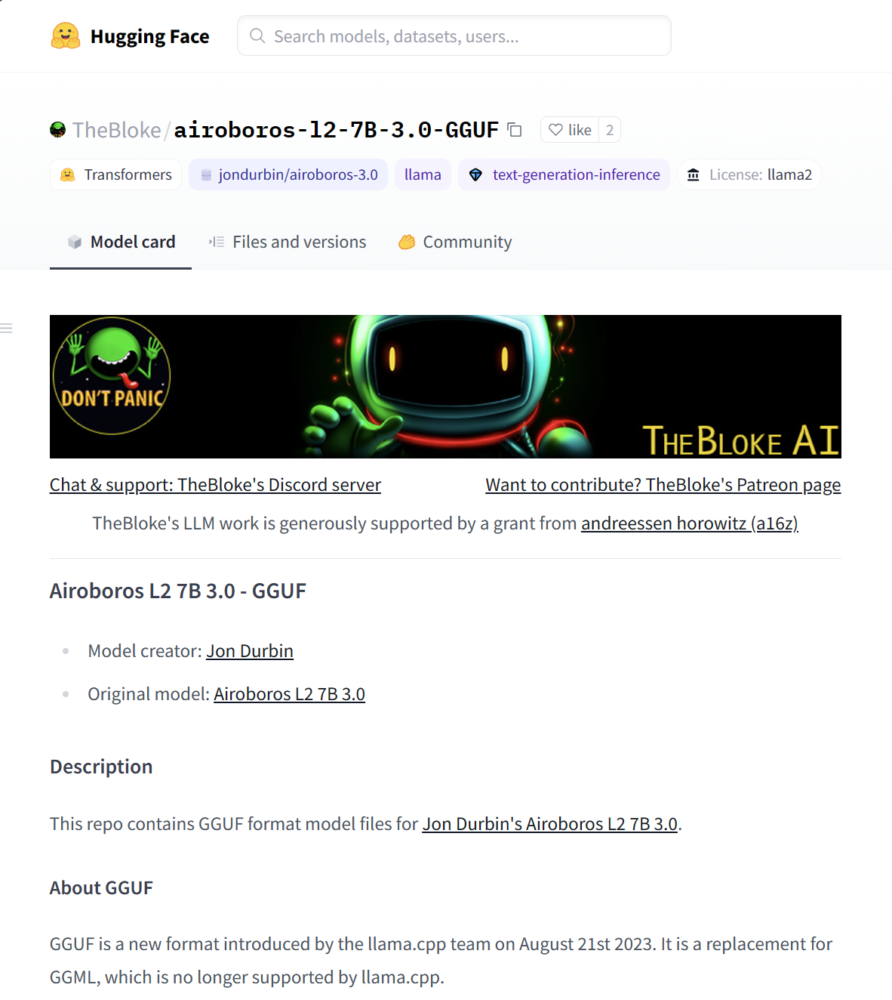 Hugging Face
Search models, datasets, users...
TheBloke/airoboros-l2-7B-3.0-GGUF like 2
Transformers jondurbin/airoboros-3.0 llama text-generation-inference License: llama2
Model card Files and versions Community
DON'T PANIC
THEBLOKE AI
Chat & support: TheBloke's Discord server Want to contribute? TheBloke's Patreon page
TheBloke's LLM work is generously supported by a grant from andreessen horowitz (a16z)
Airoboros L2 7B 3.0 - GGUF
Model creator: Jon Durbin
Original model: Airoboros L2 7B 3.0
Description
This repo contains GGUF format model files for Jon Durbin's Airoboros L2 7B 3.0.
About GGUF
GGUF is a new format introduced by the llama.cpp team on August 21st 2023. It is a replacement for
GGML, which is no longer supported by llama.cpp.